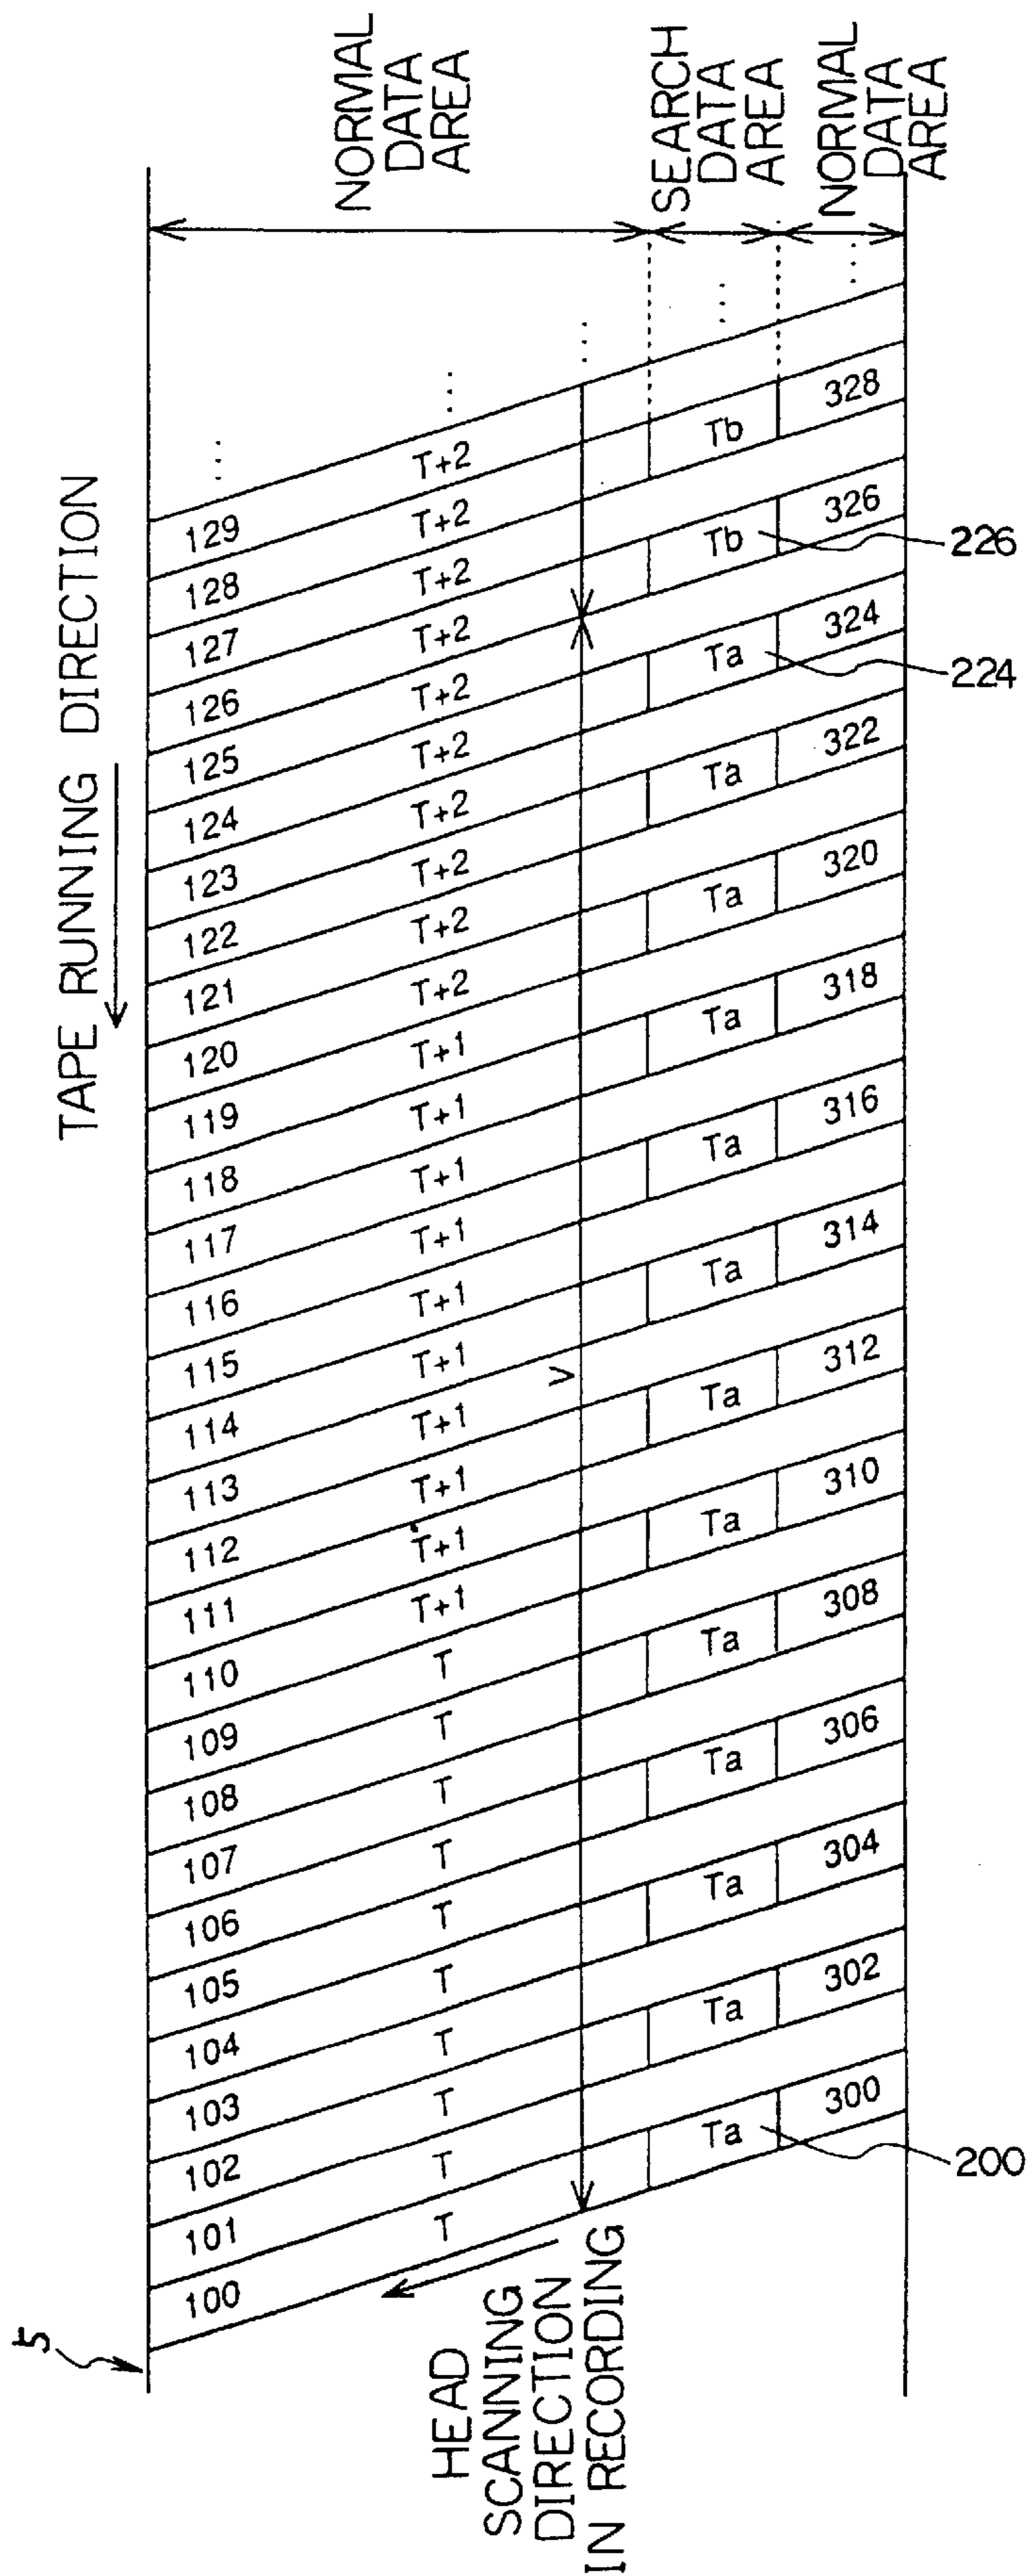 TAPE RUNNING DIRECTION
5
100 101 102 103 104 105 106 107 108 109 110 111 112 113 114 115 116 117 118 119 120 121 122 123 124 125 126 127 128 129 ...
NORMAL
DATA
AREA
T T T T T T T T T T T+1 T+1 T+1 T+1 T+1 T+1 T+1 T+1 T+1 T+1 T+2 T+2 T+2 T+2 T+2 T+2 T+2 T+2 T+2 T+2 ...
HEAD
SCANNING
DIRECTION
IN RECORDING
V ...
SEARCH
DATA
AREA
Ta Ta Ta Ta Ta Ta Ta Ta Ta Ta Ta Ta Ta Tb Tb ...
NORMAL
DATA
AREA
300 302 304 306 308 310 312 314 316 318 320 322 324 326 328 ...
200 224 226